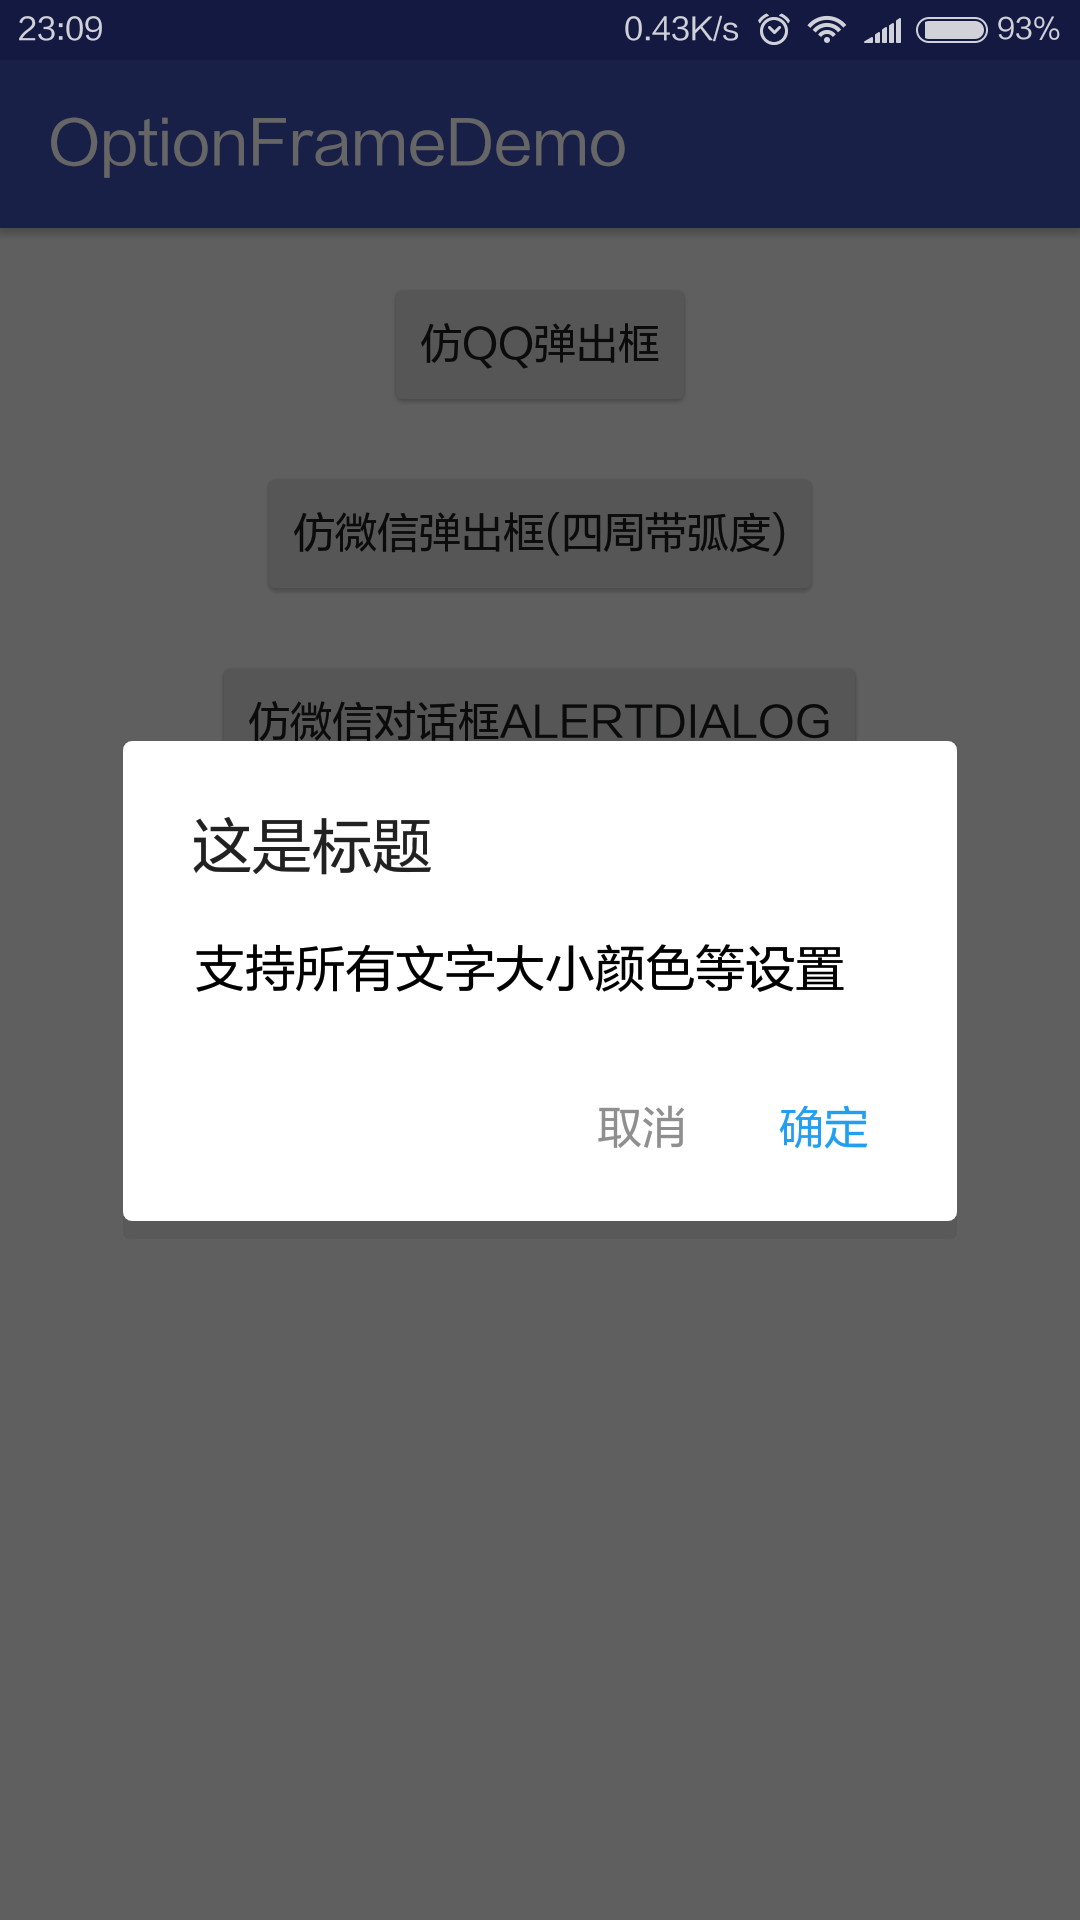 23:09 0.43K/s 93%
OptionFrameDemo
仿QQ弹出框
仿微信弹出框(四周带弧度)
仿微信对话框ALERTDIALOG
这是标题
支持所有文字大小颜色等设置
取消 确定